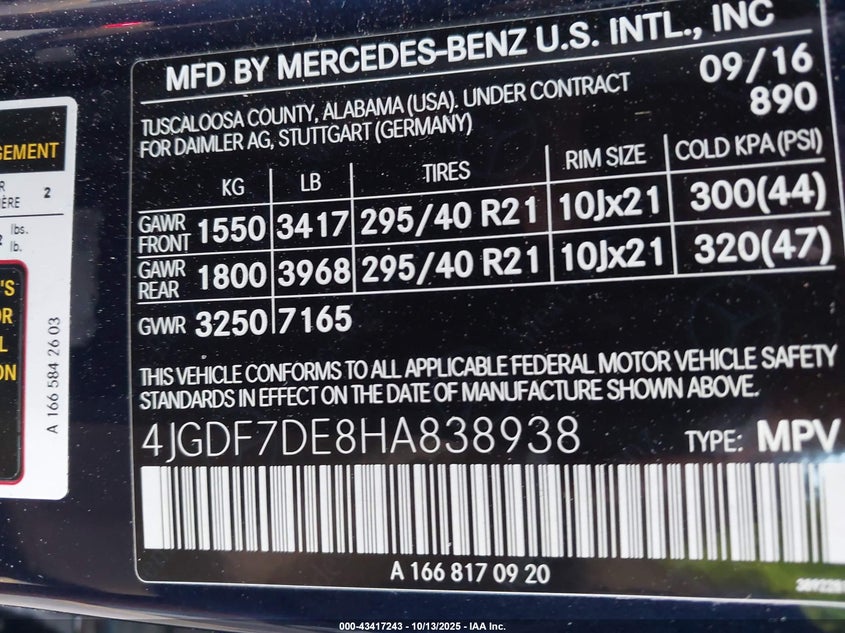 MFD BY MERCEDES-BENZ U.S. INTL., INC
TUSCALOOSA COUNTY, ALABAMA (USA). UNDER CONTRACT
FOR DAIMLER AG, STUTTGART (GERMANY)
09/16
890
KG LB TIRES RIM SIZE COLD KPA (PSI)
GAWR FRONT 1550 3417 295/40 R21 10Jx21 300(44)
GAWR REAR 1800 3968 295/40 R21 10Jx21 320(47)
GVWR 3250 7165
THIS VEHICLE CONFORMS TO ALL APPLICABLE FEDERAL MOTOR VEHICLE SAFETY
STANDARDS IN EFFECT ON THE DATE OF MANUFACTURE SHOWN ABOVE.
4JGDF7DE8HA838938 TYPE: MPV
A 166 817 09 20
2
lbs.
lb.
A 166 584 26 03
000-43417243 - 10/13/2025 - IAA Inc.